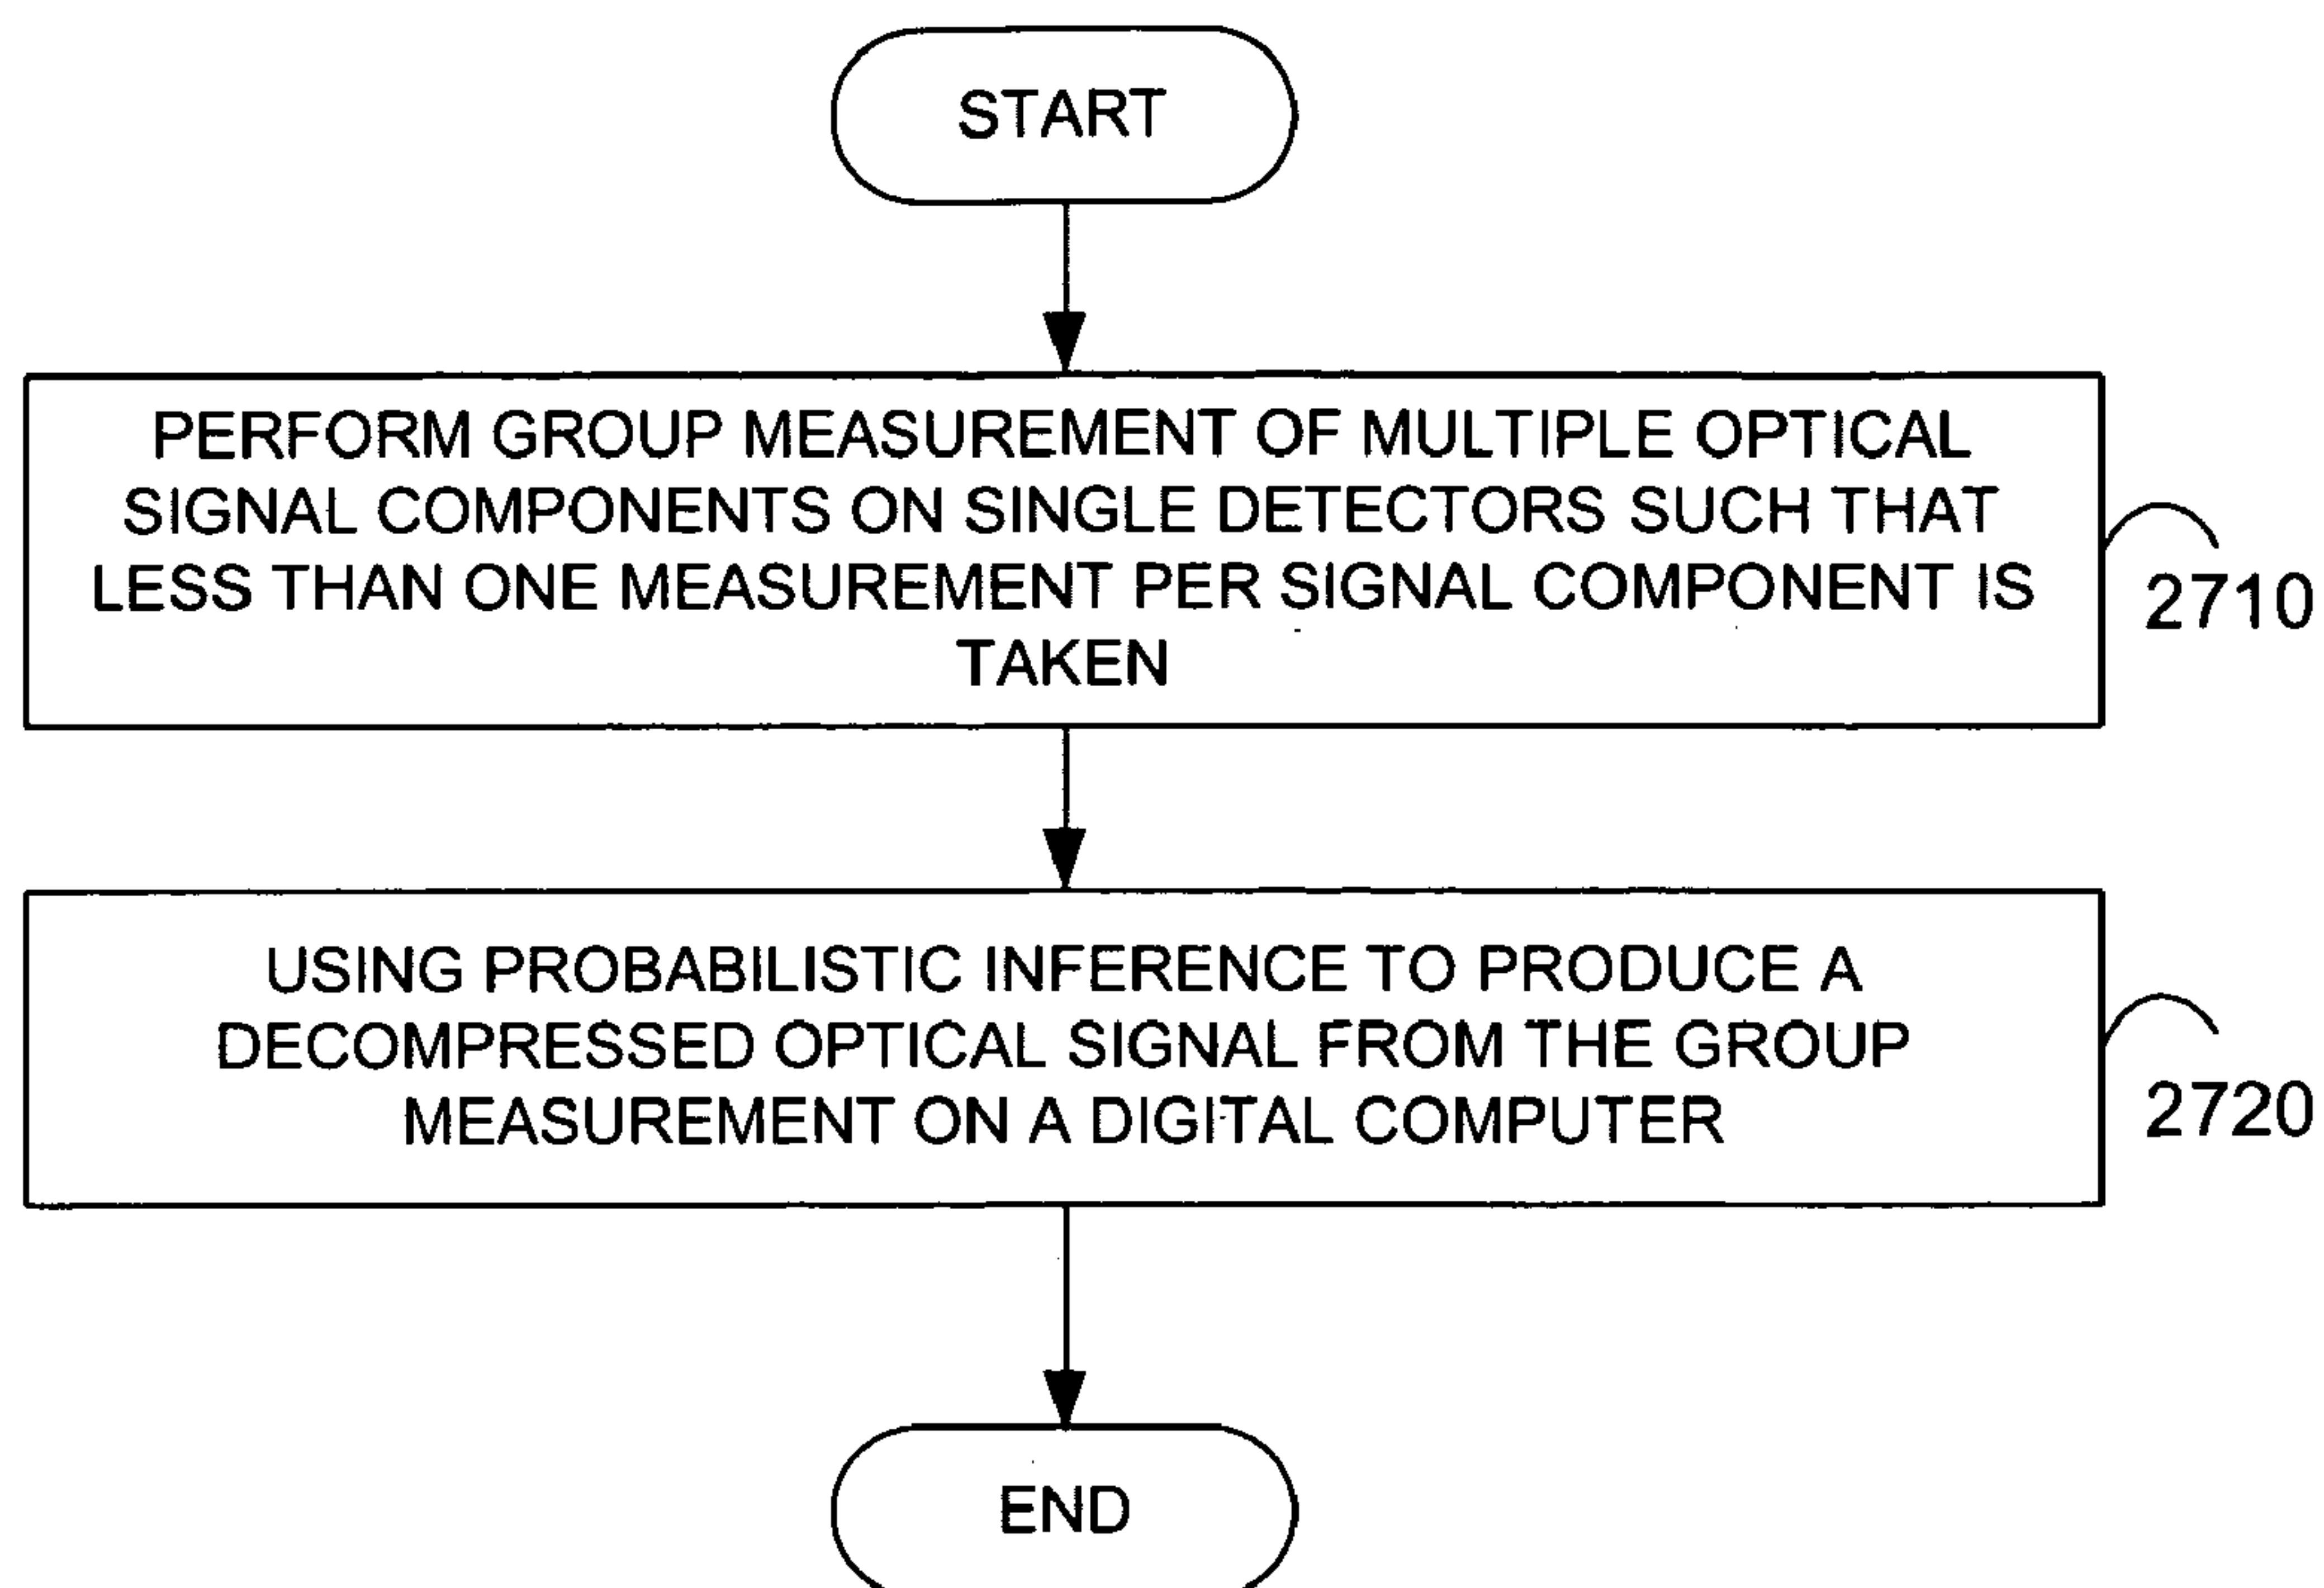 START
PERFORM GROUP MEASUREMENT OF MULTIPLE OPTICAL
SIGNAL COMPONENTS ON SINGLE DETECTORS SUCH THAT
LESS THAN ONE MEASUREMENT PER SIGNAL COMPONENT IS
TAKEN
2710
USING PROBABILISTIC INFERENCE TO PRODUCE A
DECOMPRESSED OPTICAL SIGNAL FROM THE GROUP
MEASUREMENT ON A DIGITAL COMPUTER
2720
END